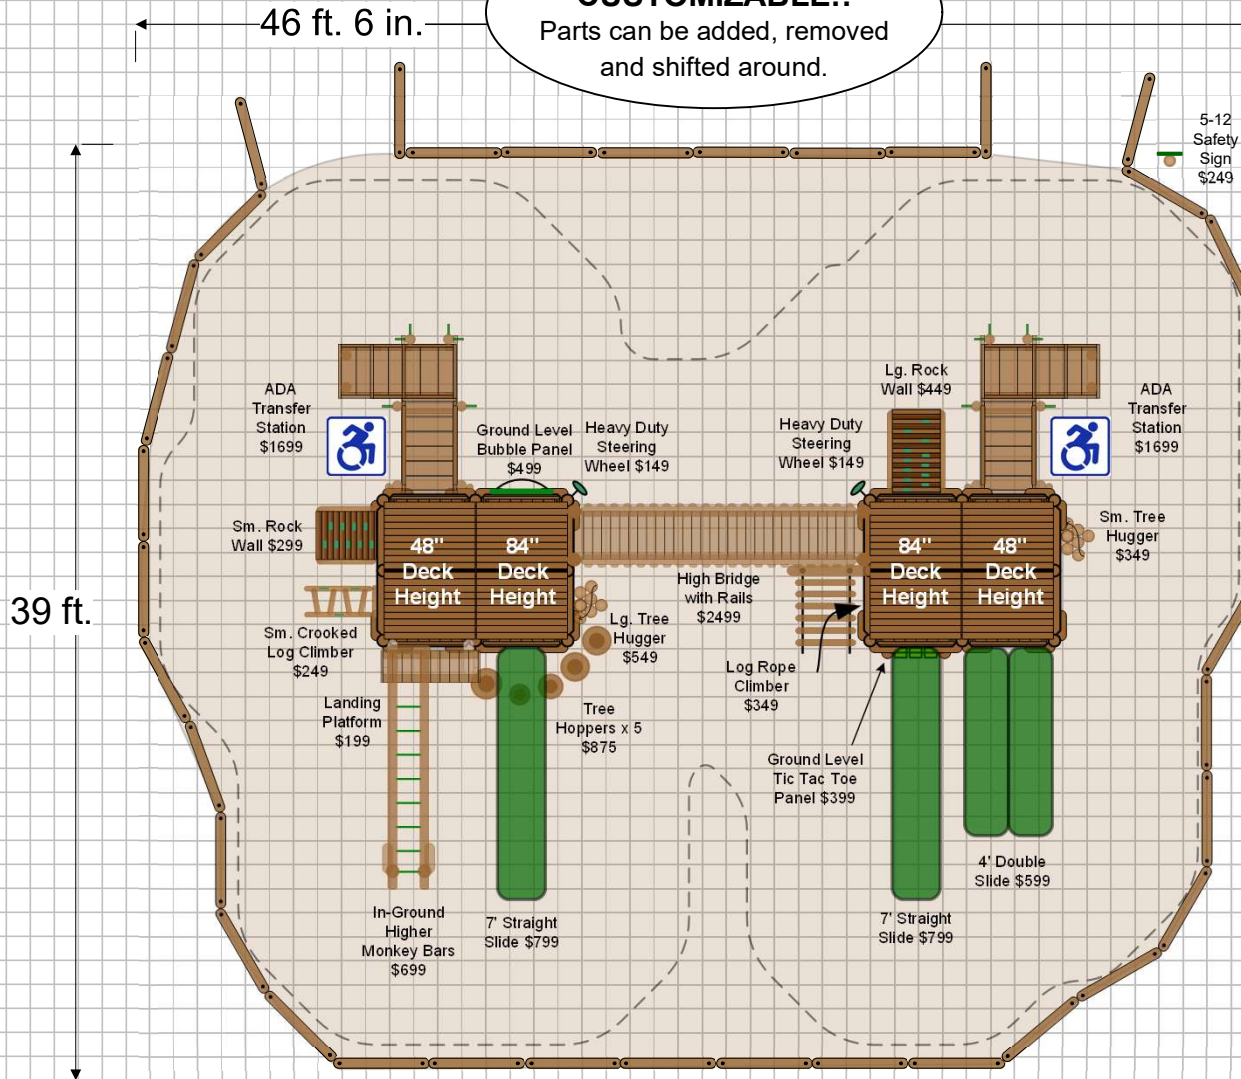 CUSTOMIZABLE!!
Parts can be added, removed
and shifted around.
46 ft. 6 in.
5-12
Safety
Sign
$249
39 ft.
ADA
Transfer
Station
$1699
Ground Level
Bubble Panel
$499
Heavy Duty
Steering
Wheel $149
Heavy Duty
Steering
Wheel $149
Lg. Rock
Wall $449
ADA
Transfer
Station
$1699
Sm. Rock
Wall $299
48"
Deck
Height
84"
Deck
Height
84"
Deck
Height
48"
Deck
Height
Sm. Tree
Hugger
$349
High Bridge
with Rails
$2499
Sm. Crooked
Log Climber
$249
Lg. Tree
Hugger
$549
Log Rope
Climber
$349
Landing
Platform
$199
Tree
Hoppers x 5
$875
Ground Level
Tic Tac Toe
Panel $399
4' Double
Slide $599
In-Ground
Higher
Monkey Bars
$699
7' Straight
Slide $799
7' Straight
Slide $799